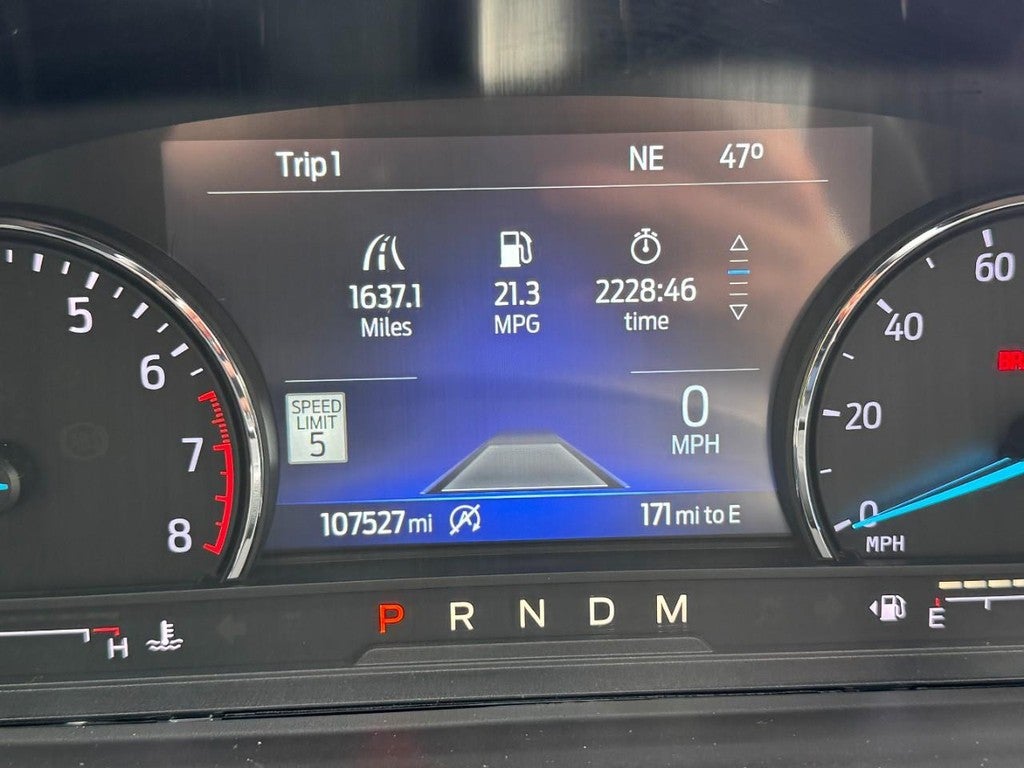 Trip 1 NE 47º
1637.1 21.3 2228:46
Miles MPG time
5
6
7
8
SPEED
LIMIT
5
0
MPH
60
40
20
0
MPH
107527 mi 171 mi to E
P R N D M
H
E